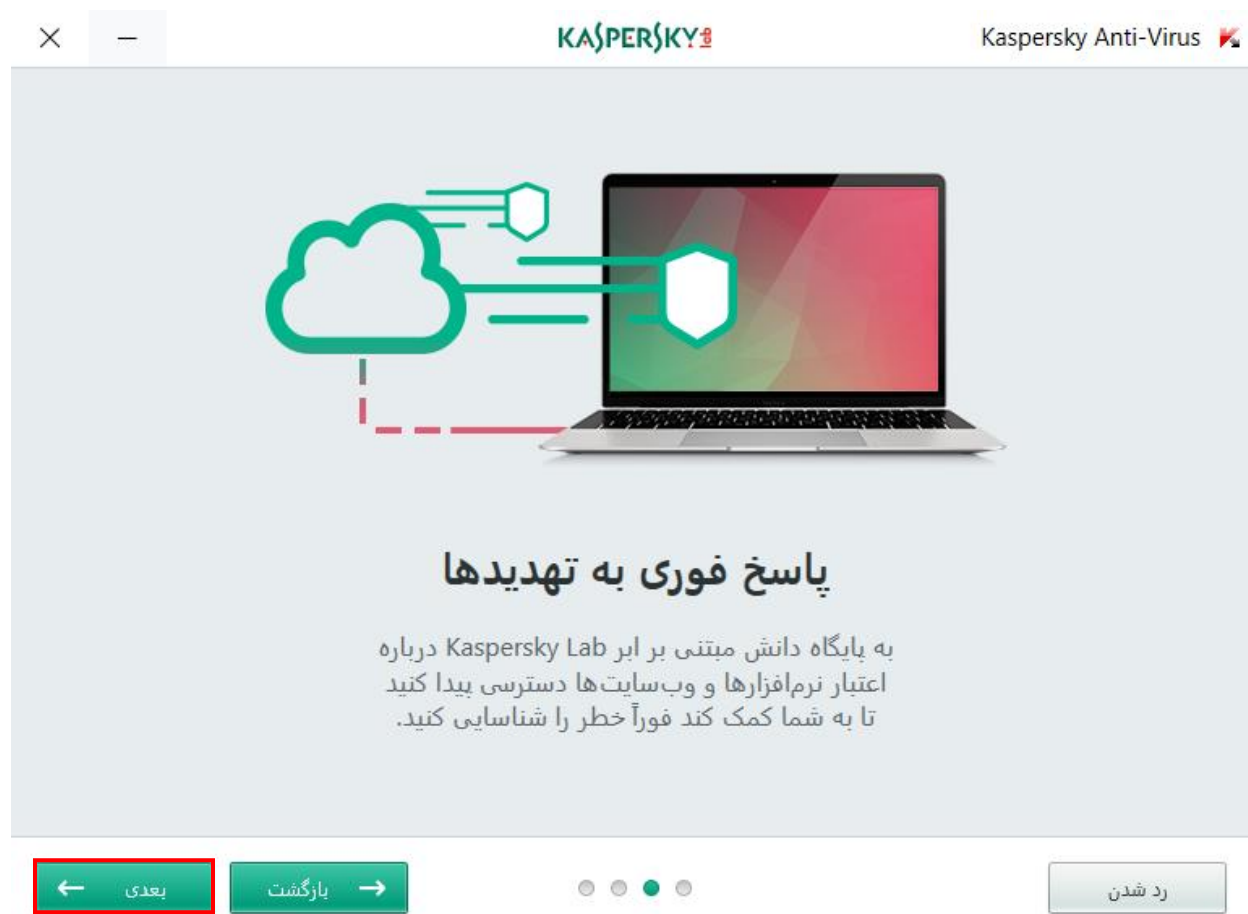 KASPERSKY lab
Kaspersky Anti-Virus
پاسخ فوری به تهدیدها
به پایگاه دانش مبتنی بر ابر Kaspersky Lab درباره
اعتبار نرم‌افزارها و وب‌سایت‌ها دسترسی پیدا کنید
تا به شما کمک کند فوراً خطر را شناسایی کنید.
رد شدن
بازگشت
بعدی